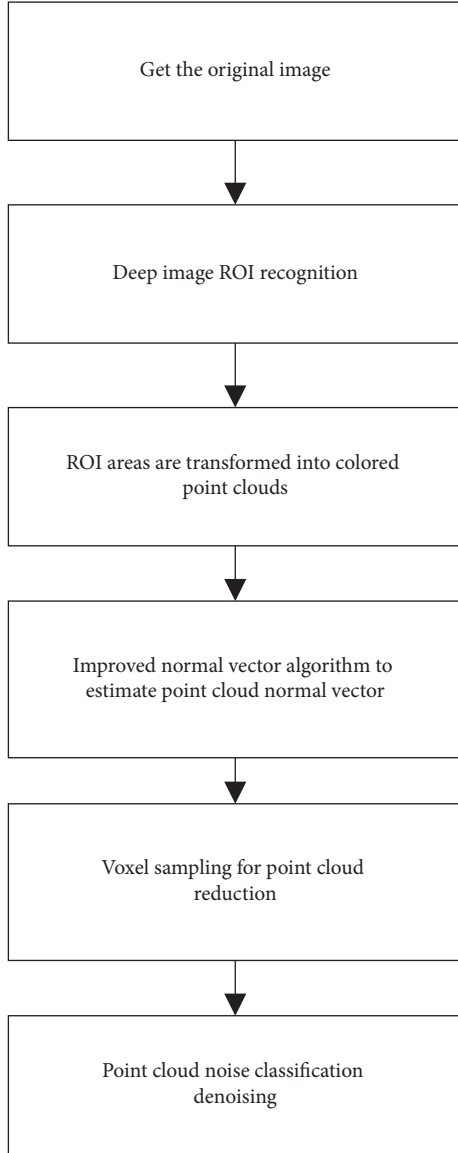 Get the original image
Deep image ROI recognition
ROI areas are transformed into colored
point clouds
Improved normal vector algorithm to
estimate point cloud normal vector
Voxel sampling for point cloud
reduction
Point cloud noise classification
denoising